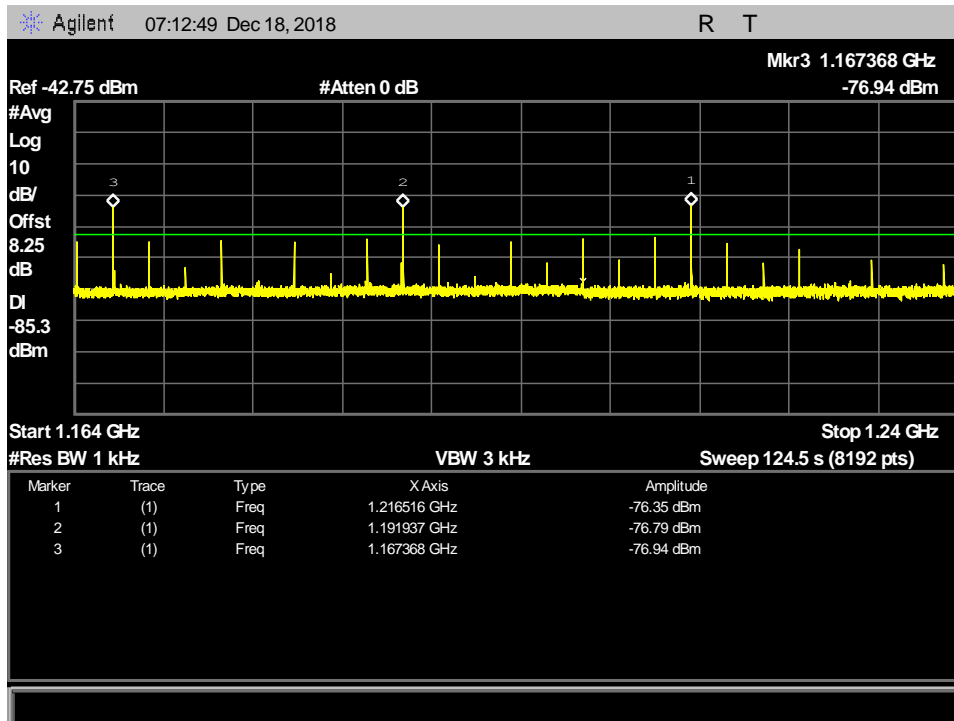 Agilent 07:12:49 Dec 18, 2018 R T
Mkr3 1.167368 GHz
Ref -42.75 dBm #Atten 0 dB -76.94 dBm
#Avg
Log
10
dB/
Offst
8.25
dB
DI
-85.3
dBm
3 2 1
Start 1.164 GHz Stop 1.24 GHz
#Res BW 1 kHz VBW 3 kHz Sweep 124.5 s (8192 pts)
Marker Trace Type X Axis Amplitude
1 (1) Freq 1.216516 GHz -76.35 dBm
2 (1) Freq 1.191937 GHz -76.79 dBm
3 (1) Freq 1.167368 GHz -76.94 dBm